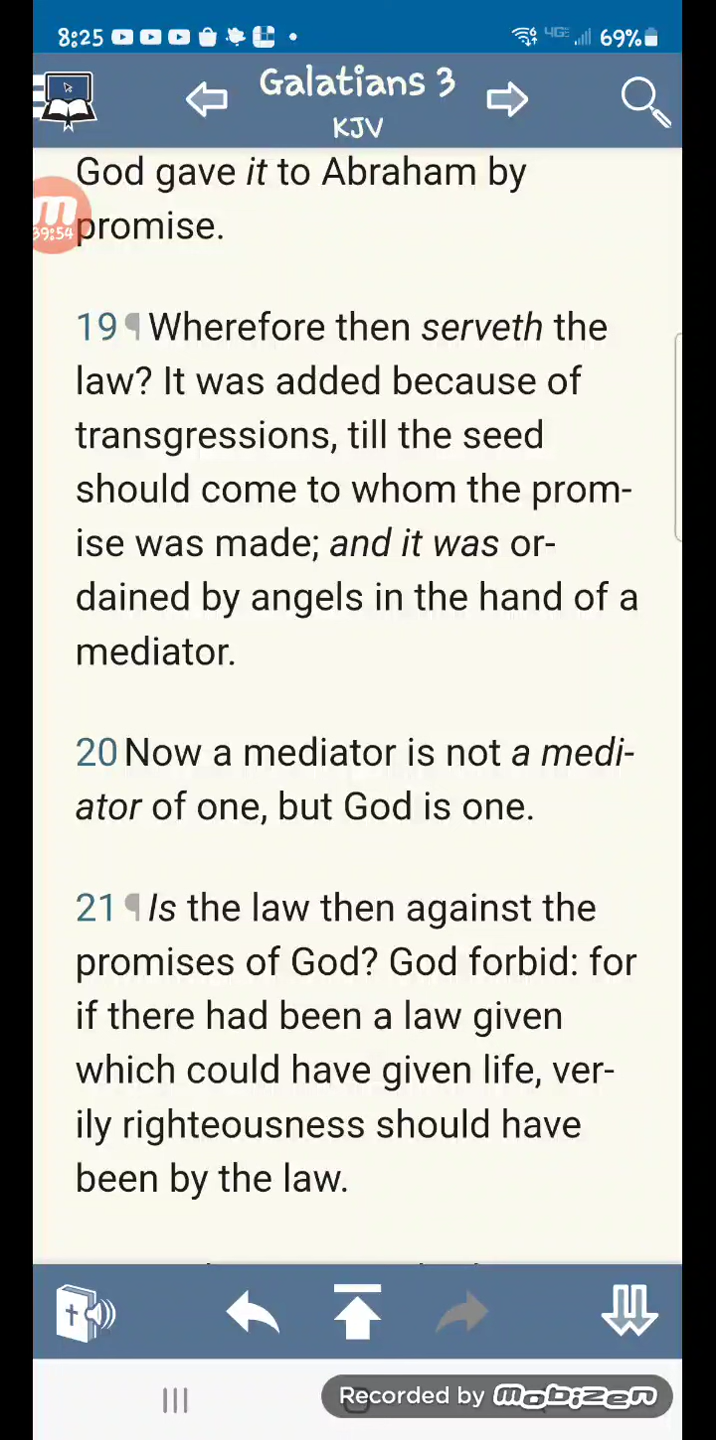 8:25
4GE 69%
Galatians 3
KJV
God gave it to Abraham by
39:54 promise.
19 ¶ Wherefore then serveth the
law? It was added because of
transgressions, till the seed
should come to whom the prom-
ise was made; and it was or-
dained by angels in the hand of a
mediator.
20 Now a mediator is not a medi-
ator of one, but God is one.
21 ¶ Is the law then against the
promises of God? God forbid: for
if there had been a law given
which could have given life, ver-
ily righteousness should have
been by the law.
Recorded by mobizen